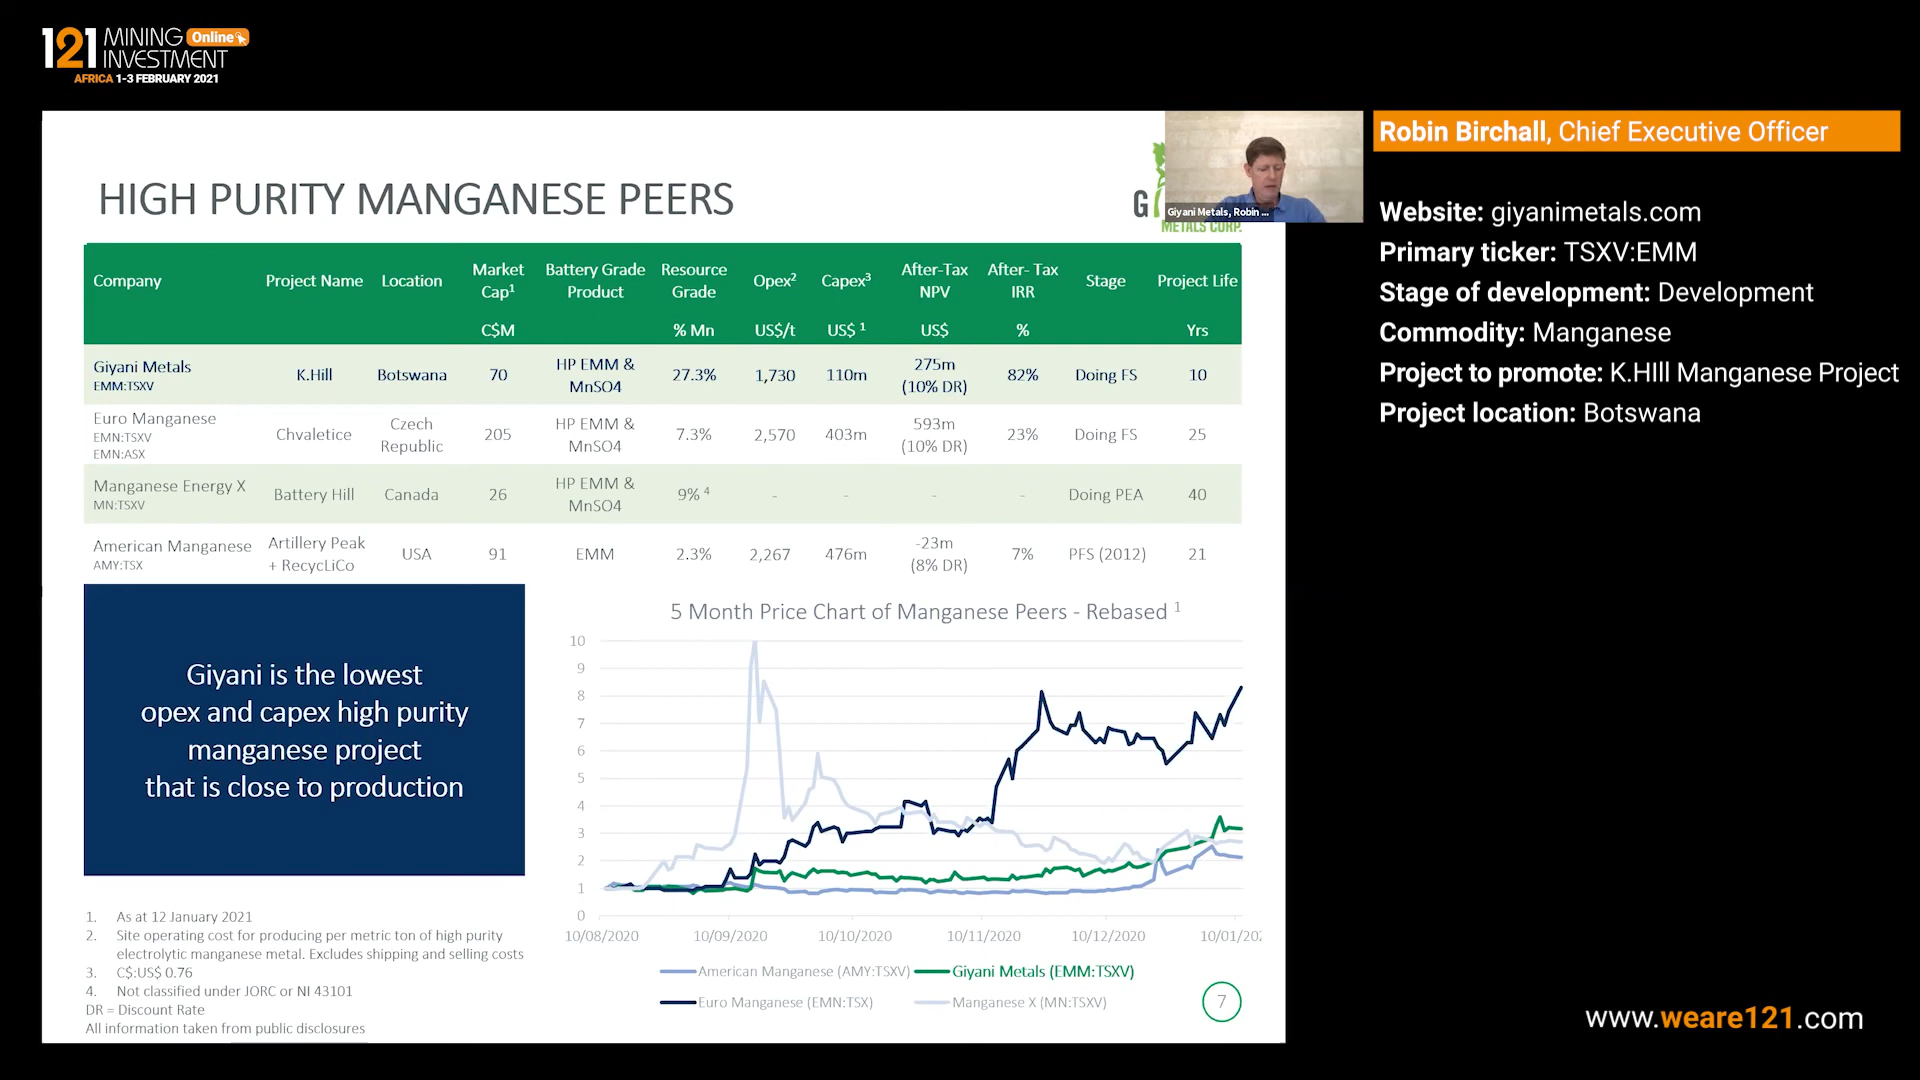 121 MINING Online
INVESTMENT
AFRICA 1-3 FEBRUARY 2021
Giyani Metals, Robin ...
G
METALS CORP.
HIGH PURITY MANGANESE PEERS
Company Project Name Location Market Cap1 Battery Grade Product Resource Grade Opex2 Capex3 After-Tax NPV After- Tax IRR Stage Project Life
C$M % Mn US$/t US$ 1 US$ % Yrs
Giyani Metals EMM:TSXV K.Hill Botswana 70 HP EMM & MnSO4 27.3% 1,730 110m 275m (10% DR) 82% Doing FS 10
Euro Manganese EMN:TSXV EMN:ASX Chvaletice Czech Republic 205 HP EMM & MnSO4 7.3% 2,570 403m 593m (10% DR) 23% Doing FS 25
Manganese Energy X MN:TSXV Battery Hill Canada 26 HP EMM & MnSO4 9% 4 - - - - Doing PEA 40
American Manganese AMY:TSX Artillery Peak + RecycLiCo USA 91 EMM 2.3% 2,267 476m -23m (8% DR) 7% PFS (2012) 21
Giyani is the lowest
opex and capex high purity
manganese project
that is close to production
1. As at 12 January 2021
2. Site operating cost for producing per metric ton of high purity
electrolytic manganese metal. Excludes shipping and selling costs
3. C$:US$ 0.76
4. Not classified under JORC or NI 43101
DR = Discount Rate
All information taken from public disclosures
5 Month Price Chart of Manganese Peers - Rebased 1
10
9
8
7
6
5
4
3
2
1
0
10/08/2020 10/09/2020 10/10/2020 10/11/2020 10/12/2020 10/01/202
American Manganese (AMY:TSXV) Giyani Metals (EMM:TSXV)
Euro Manganese (EMN:TSX) Manganese X (MN:TSXV)
7
Robin Birchall, Chief Executive Officer
Website: giyanimetals.com
Primary ticker: TSXV:EMM
Stage of development: Development
Commodity: Manganese
Project to promote: K.HIll Manganese Project
Project location: Botswana
www.weare121.com